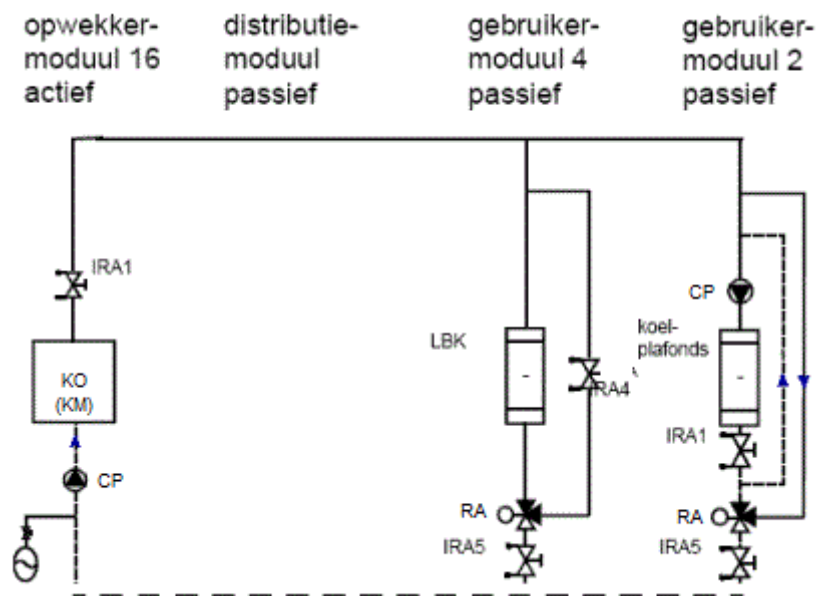 opwekker-
moduul 16
actief
distributie-
moduul
passief
gebruiker-
moduul 4
passief
gebruiker-
moduul 2
passief
IRA1
CP
LBK
koel-
plafonds
KO
(KM)
IRA4
IRA1
CP
RA
RA
IRA5
IRA5